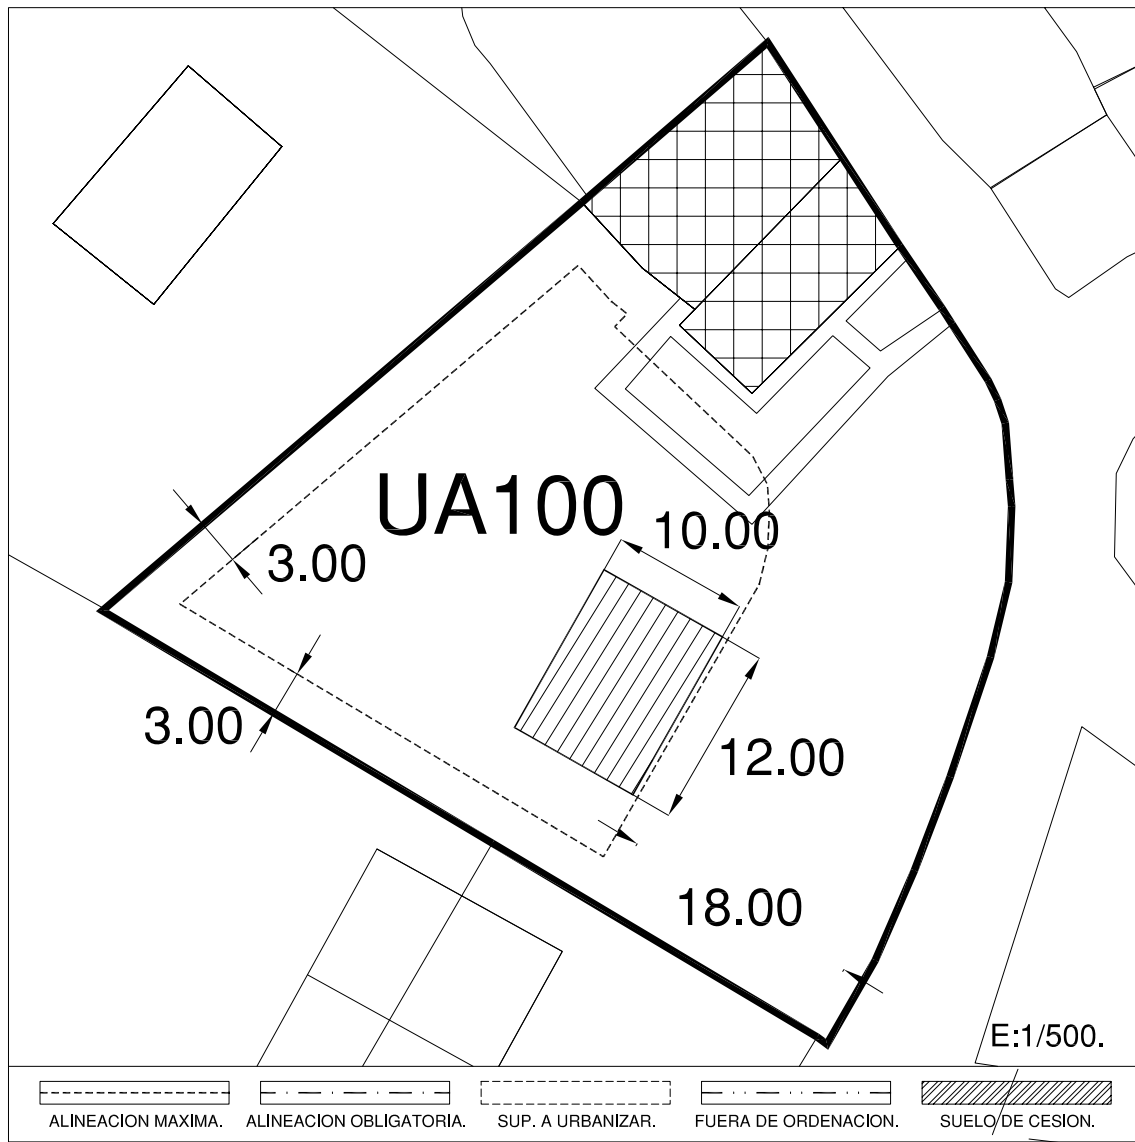 UA100
10.00
3.00
3.00
12.00
18.00
E:1/500.
ALINEACION MAXIMA.
ALINEACION OBLIGATORIA.
SUP. A URBANIZAR.
FUERA DE ORDENACION.
SUELO DE CESION.